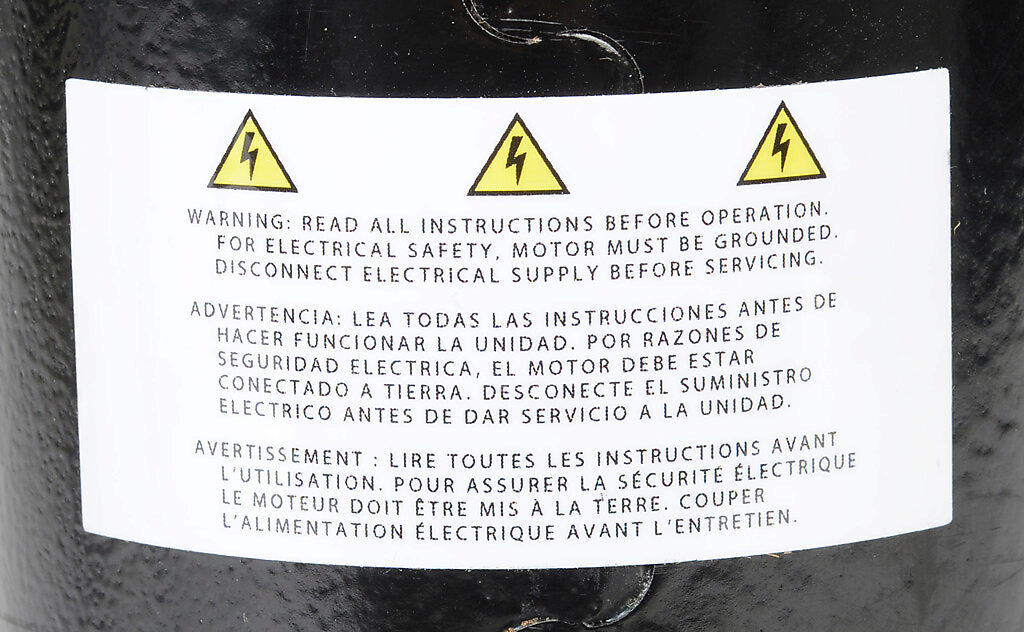 WARNING: READ ALL INSTRUCTIONS BEFORE OPERATION.
FOR ELECTRICAL SAFETY, MOTOR MUST BE GROUNDED.
DISCONNECT ELECTRICAL SUPPLY BEFORE SERVICING.
ADVERTENCIA: LEA TODAS LAS INSTRUCCIONES ANTES DE
HACER FUNCIONAR LA UNIDAD. POR RAZONES DE
SEGURIDAD ELECTRICA, EL MOTOR DEBE ESTAR
CONECTADO A TIERRA. DESCONECTE EL SUMINISTRO
ELECTRICO ANTES DE DAR SERVICIO A LA UNIDAD.
AVERTISSEMENT : LIRE TOUTES LES INSTRUCTIONS AVANT
L'UTILISATION. POUR ASSURER LA SÉCURITÉ ÉLECTRIQUE
LE MOTEUR DOIT ÊTRE MIS À LA TERRE. COUPER
L'ALIMENTATION ÉLECTRIQUE AVANT L'ENTRETIEN.